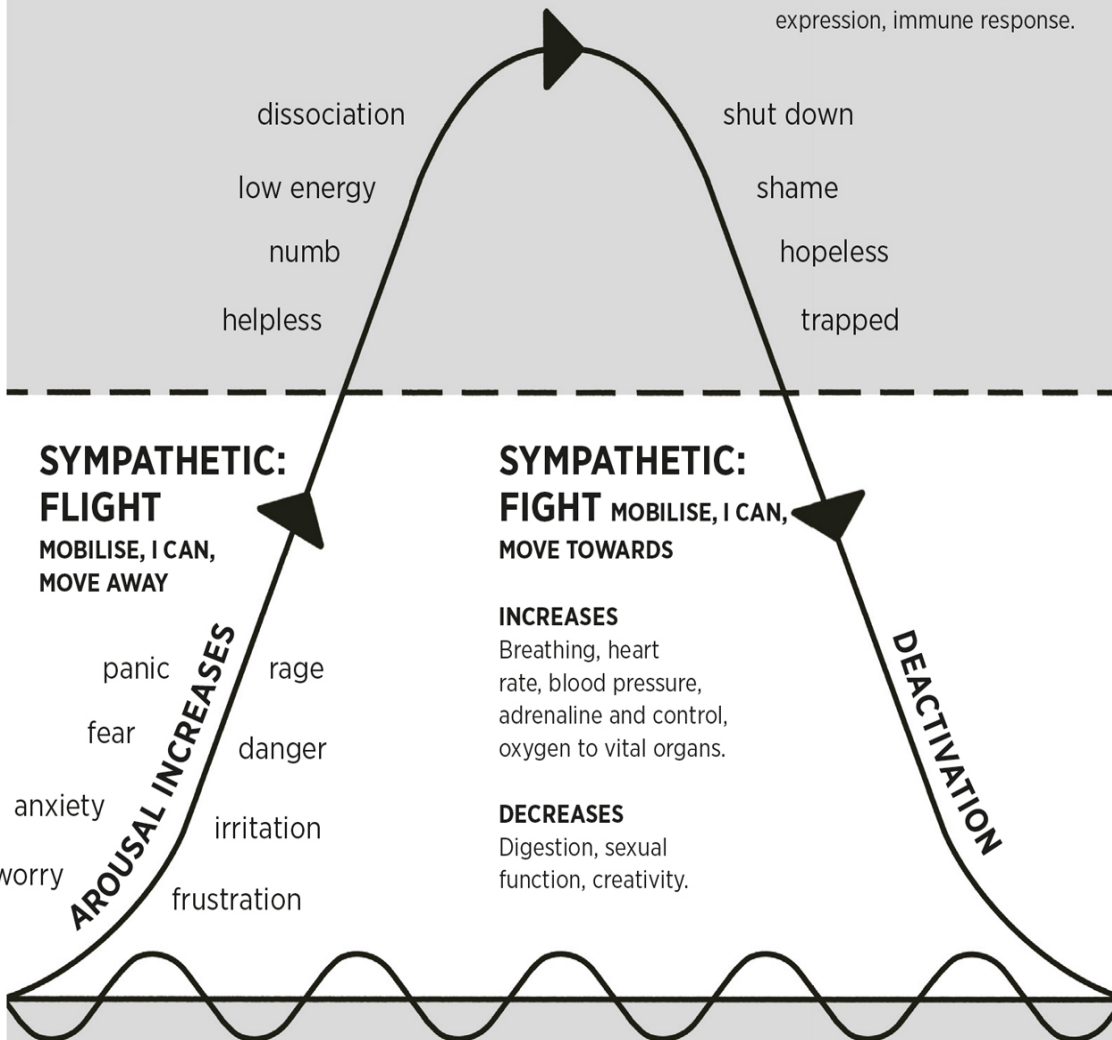 expression, immune response.
dissociation
shut down
low energy
shame
numb
hopeless
helpless
trapped
SYMPATHETIC:
FLIGHT
MOBILISE, I CAN,
MOVE AWAY
SYMPATHETIC:
FIGHT MOBILISE, I CAN,
MOVE TOWARDS
AROUSAL INCREASES
panic
rage
fear
danger
anxiety
irritation
worry
frustration
INCREASES
Breathing, heart
rate, blood pressure,
adrenaline and control,
oxygen to vital organs.
DECREASES
Digestion, sexual
function, creativity.
DEACTIVATION